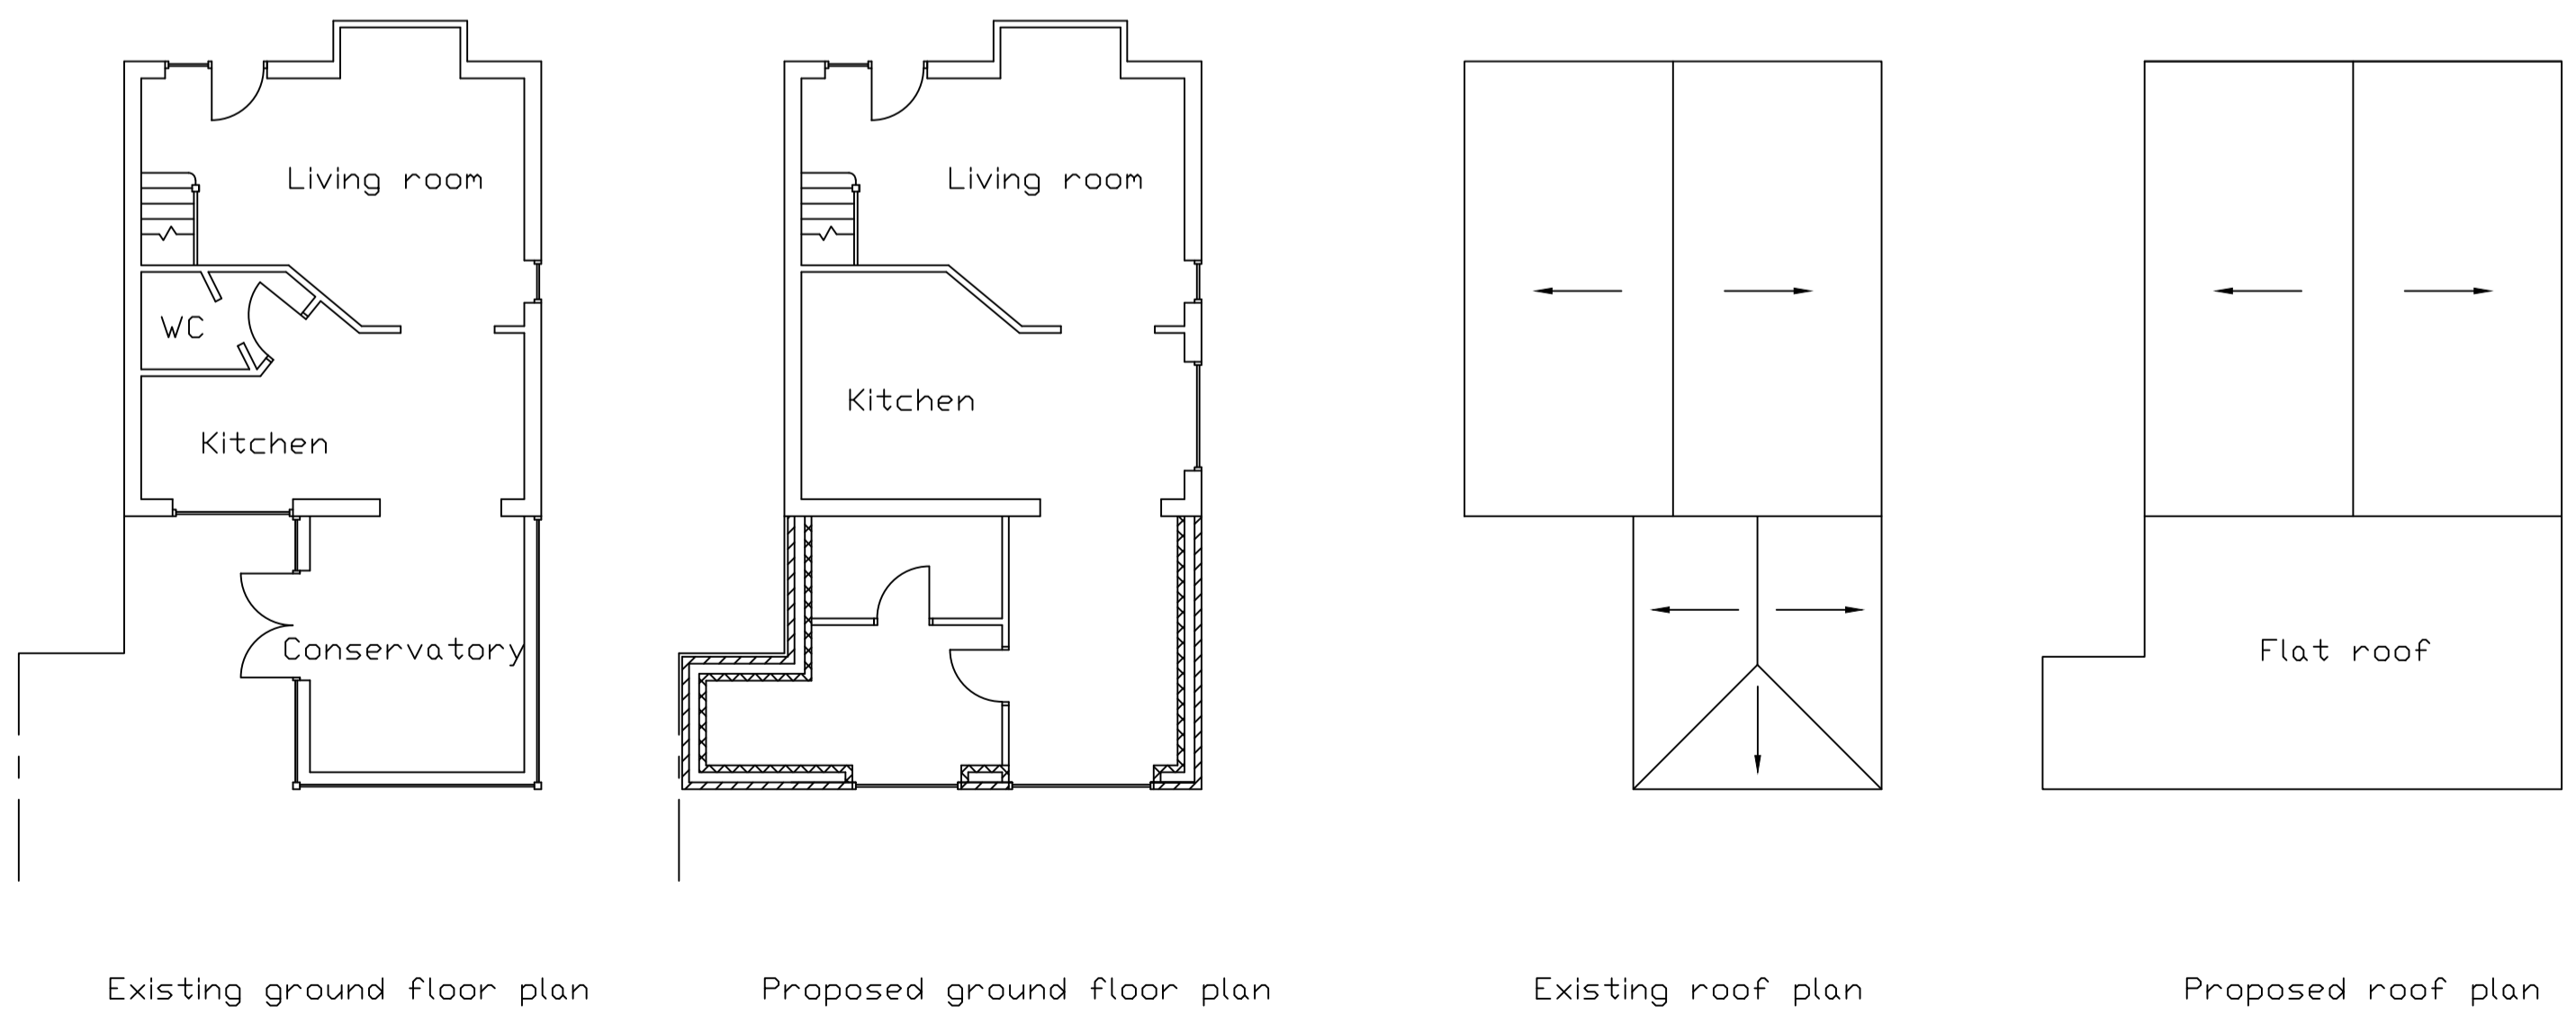 Living room
WC
Kitchen
Conservatory
Existing ground floor plan
Living room
Kitchen
Proposed ground floor plan
Existing roof plan
Flat roof
Proposed roof plan